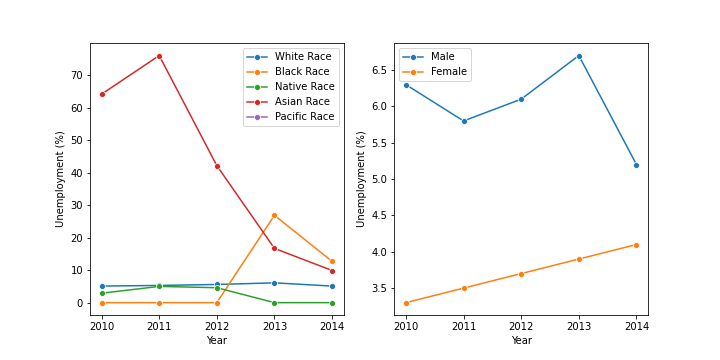 Unemployment (%)
70
60
50
40
30
20
10
0
2010 2011 2012 2013 2014
Year
White Race
Black Race
Native Race
Asian Race
Pacific Race
Unemployment (%)
6.5
6.0
5.5
5.0
4.5
4.0
3.5
2010 2011 2012 2013 2014
Year
Male
Female